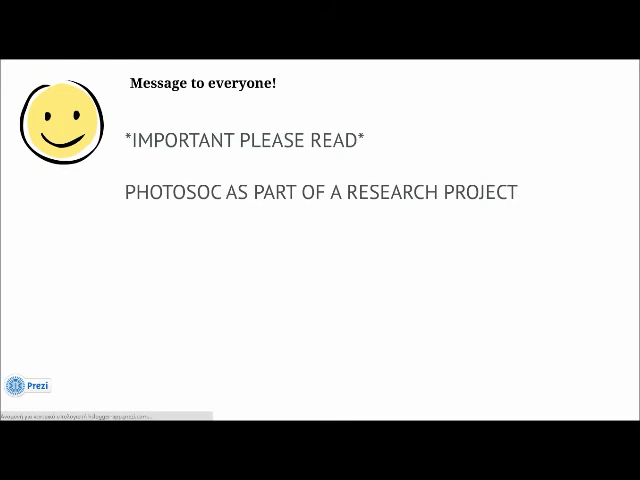 Message to everyone!
*IMPORTANT PLEASE READ*
PHOTOSOC AS PART OF A RESEARCH PROJECT
Prezi